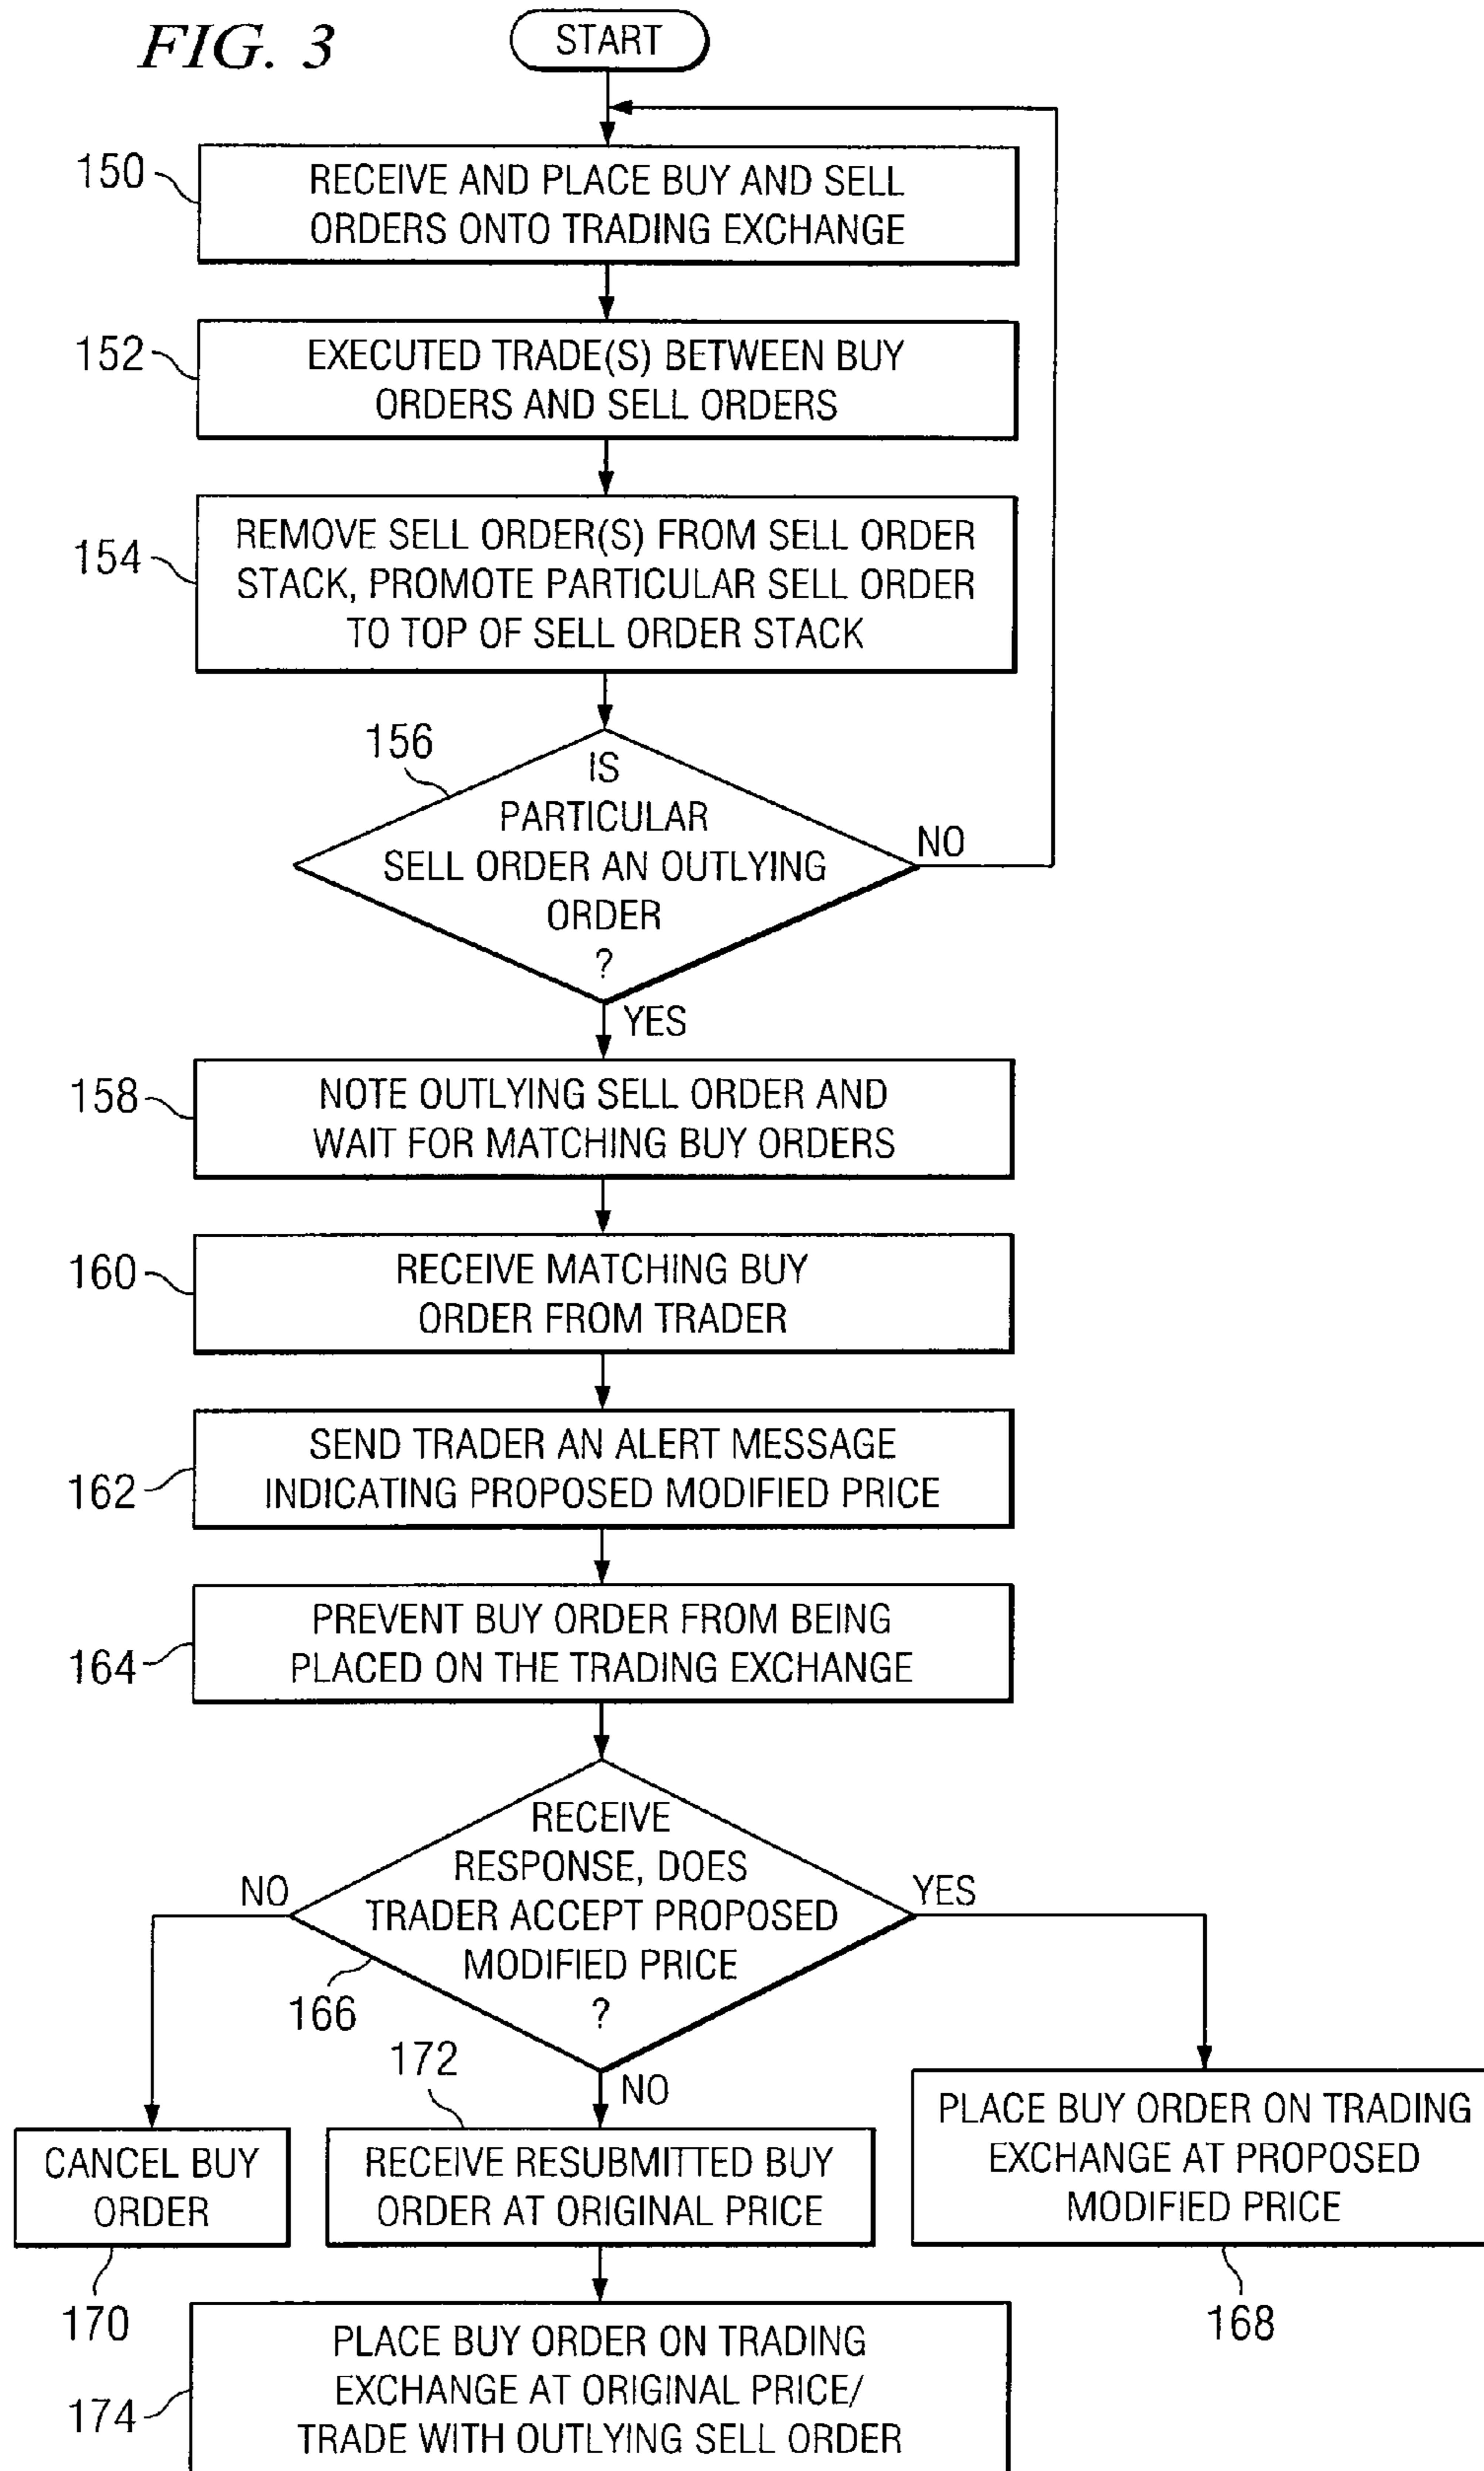 FIG. 3
START
150
RECEIVE AND PLACE BUY AND SELL
ORDERS ONTO TRADING EXCHANGE
152
EXECUTED TRADE(S) BETWEEN BUY
ORDERS AND SELL ORDERS
154
REMOVE SELL ORDER(S) FROM SELL ORDER
STACK, PROMOTE PARTICULAR SELL ORDER
TO TOP OF SELL ORDER STACK
156
IS
PARTICULAR
SELL ORDER AN OUTLYING
ORDER
?
NO
YES
158
NOTE OUTLYING SELL ORDER AND
WAIT FOR MATCHING BUY ORDERS
160
RECEIVE MATCHING BUY
ORDER FROM TRADER
162
SEND TRADER AN ALERT MESSAGE
INDICATING PROPOSED MODIFIED PRICE
164
PREVENT BUY ORDER FROM BEING
PLACED ON THE TRADING EXCHANGE
RECEIVE
RESPONSE, DOES
TRADER ACCEPT PROPOSED
MODIFIED PRICE
?
166
NO
YES
NO
172
CANCEL BUY
ORDER
170
RECEIVE RESUBMITTED BUY
ORDER AT ORIGINAL PRICE
PLACE BUY ORDER ON TRADING
EXCHANGE AT PROPOSED
MODIFIED PRICE
168
174
PLACE BUY ORDER ON TRADING
EXCHANGE AT ORIGINAL PRICE/
TRADE WITH OUTLYING SELL ORDER